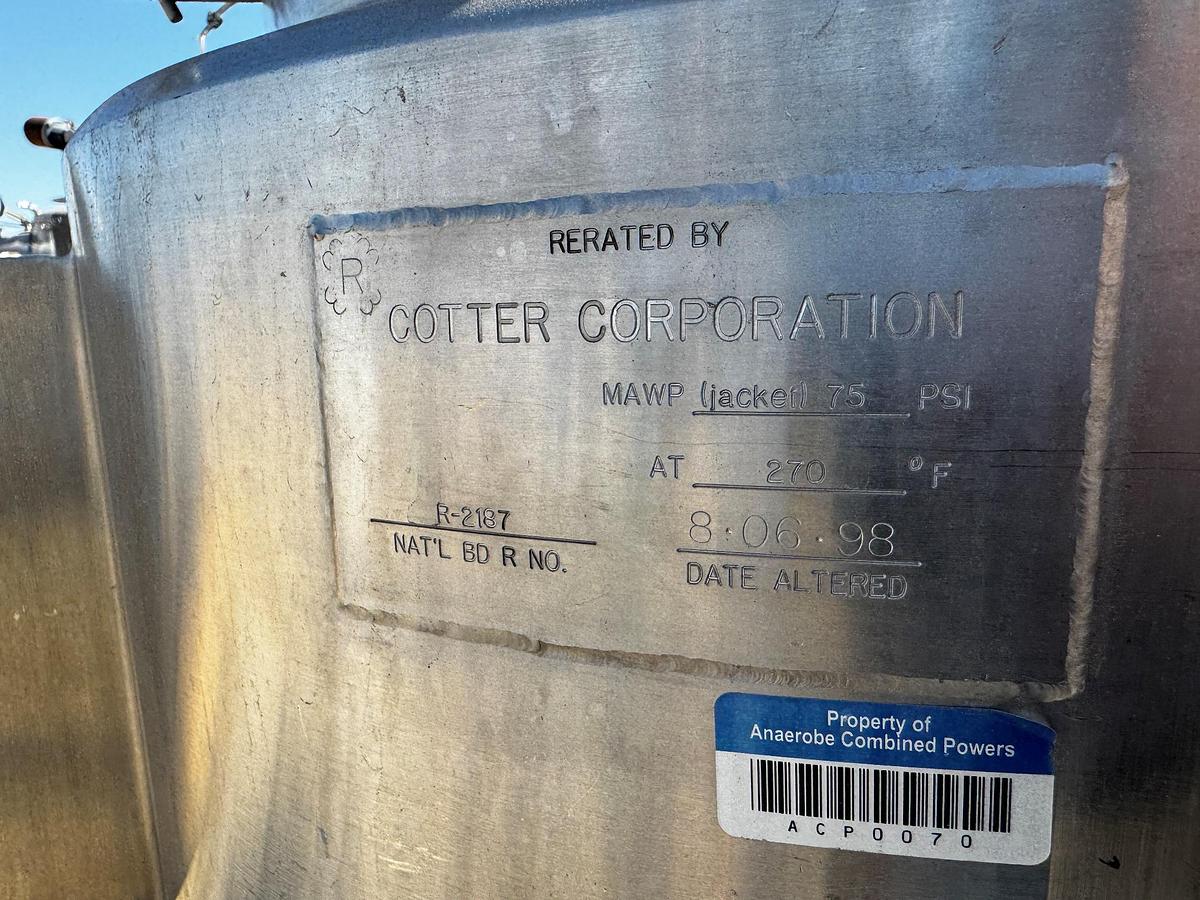 RERATED BY
R
COTTER CORPORATION
MAWP (jacket) 75 PSI
AT 270 °F
R-2187
NAT'L BD R NO.
8·06·98
DATE ALTERED
Property of
Anaerobe Combined Powers
ACP0070